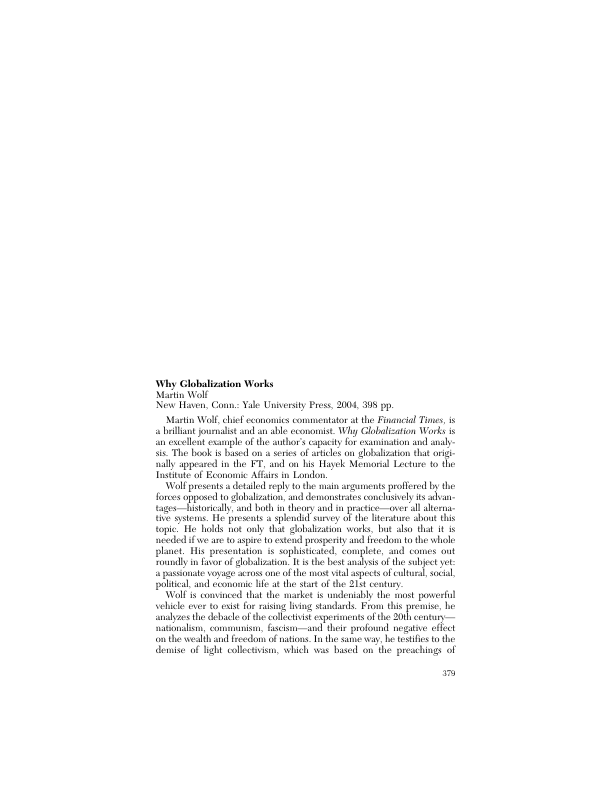 Why Globalization Works
Martin Wolf
New Haven, Conn.: Yale University Press, 2004, 398 pp.
Martin Wolf, chief economics commentator at the Financial Times, is
a brilliant journalist and an able economist. Why Globalization Works is
an excellent example of the author's capacity for examination and analy-
sis. The book is based on a series of articles on globalization that origi-
nally appeared in the FT, and on his Hayek Memorial Lecture to the
Institute of Economic Affairs in London.
Wolf presents a detailed reply to the main arguments proffered by the
forces opposed to globalization, and demonstrates conclusively its advan-
tages—historically, and both in theory and in practice—over all alterna-
tive systems. He presents a splendid survey of the literature about this
topic. He holds not only that globalization works, but also that it is
needed if we are to aspire to extend prosperity and freedom to the whole
planet. His presentation is sophisticated, complete, and comes out
roundly in favor of globalization. It is the best analysis of the subject yet:
a passionate voyage across one of the most vital aspects of cultural, social,
political, and economic life at the start of the 21st century.
Wolf is convinced that the market is undeniably the most powerful
vehicle ever to exist for raising living standards. From this premise, he
analyzes the debacle of the collectivist experiments of the 20th century—
nationalism, communism, fascism—and their profound negative effect
on the wealth and freedom of nations. In the same way, he testifies to the
demise of light collectivism, which was based on the preachings of
379